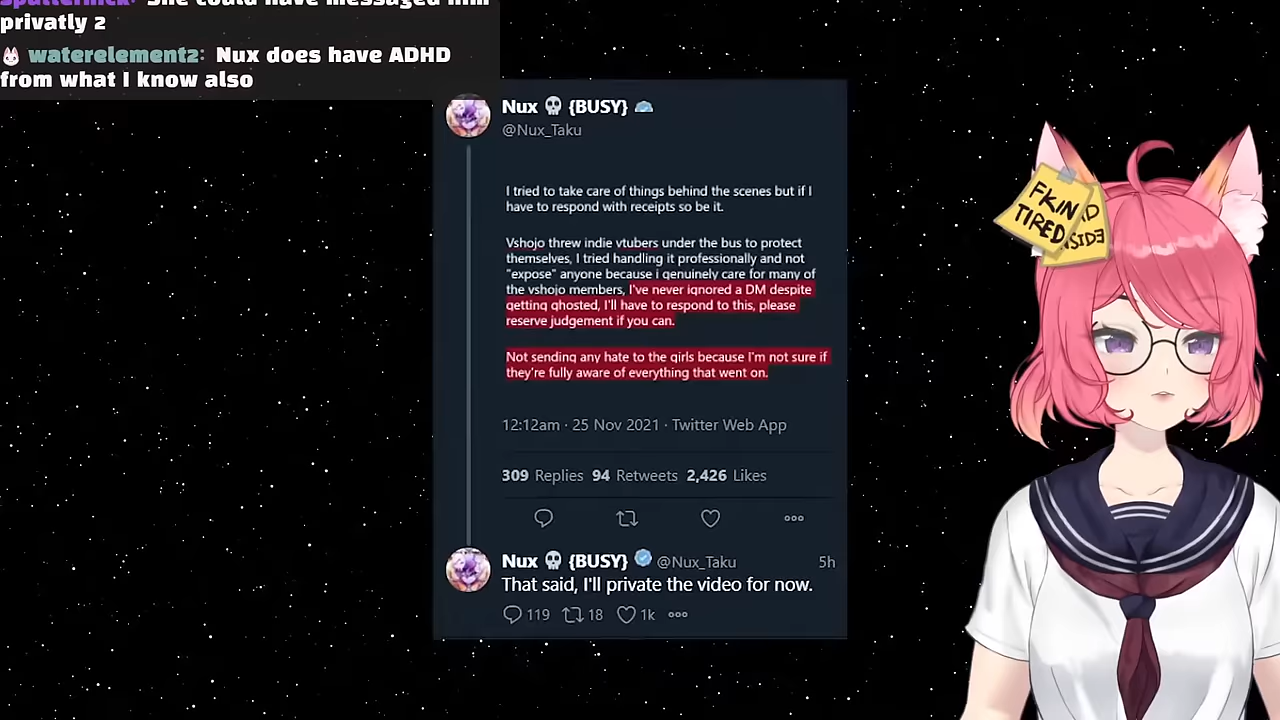 She could have messaged him
privatly 2
waterelement2: Nux does have ADHD
from what I know also
Nux 💀 {BUSY}
@Nux_Taku
I tried to take care of things behind the scenes but if I
have to respond with receipts so be it.
Vshojo threw indie vtubers under the bus to protect
themselves, I tried handling it professionally and not
"expose" anyone because i genuinely care for many of
the vshojo members, I've never ignored a DM despite
getting ghosted, I'll have to respond to this, please
reserve judgement if you can.
Not sending any hate to the girls because I'm not sure if
they're fully aware of everything that went on.
12:12am · 25 Nov 2021 · Twitter Web App
309 Replies 94 Retweets 2,426 Likes
Nux 💀 {BUSY} @Nux_Taku 5h
That said, I'll private the video for now.
119 18 1k
FKIN
TIRED
SIDE